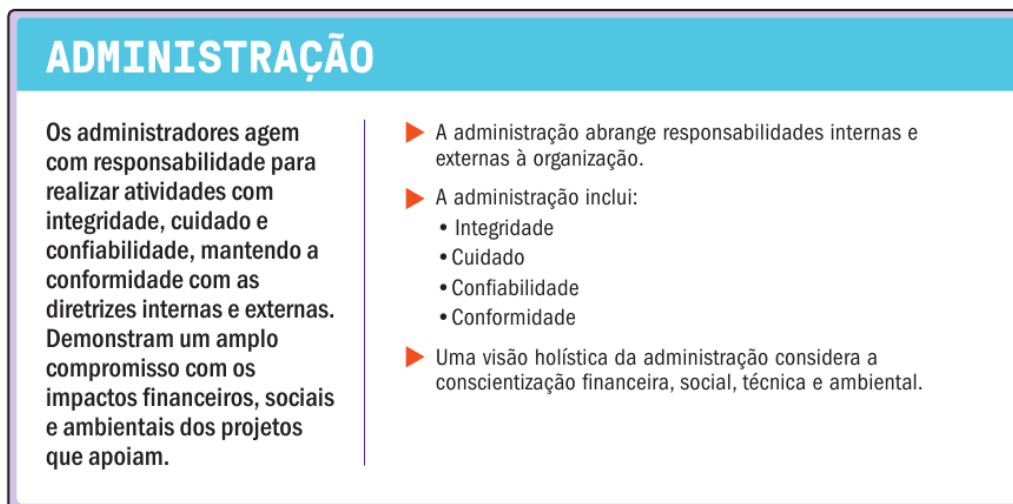 ADMINISTRAÇÃO
Os administradores agem
com responsabilidade para
realizar atividades com
integridade, cuidado e
confiabilidade, mantendo a
conformidade com as
diretrizes internas e externas.
Demonstram um amplo
compromisso com os
impactos financeiros, sociais
e ambientais dos projetos
que apoiam.
▶ A administração abrange responsabilidades internas e
externas à organização.
▶ A administração inclui:
• Integridade
• Cuidado
• Confiabilidade
• Conformidade
▶ Uma visão holística da administração considera a
conscientização financeira, social, técnica e ambiental.